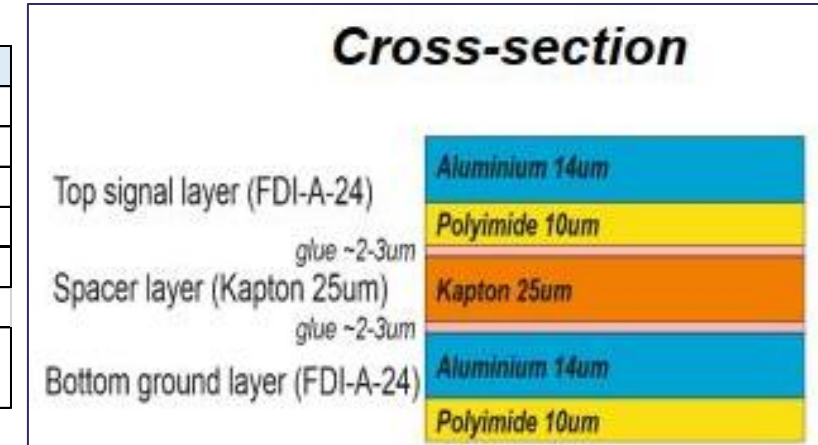 Cross-section
Aluminium 14um
Top signal layer (FDI-A-24)
Polyimide 10um
glue ~2-3um
Spacer layer (Kapton 25um)
Kapton 25um
glue ~2-3um
Aluminium 14um
Bottom ground layer (FDI-A-24)
Polyimide 10um